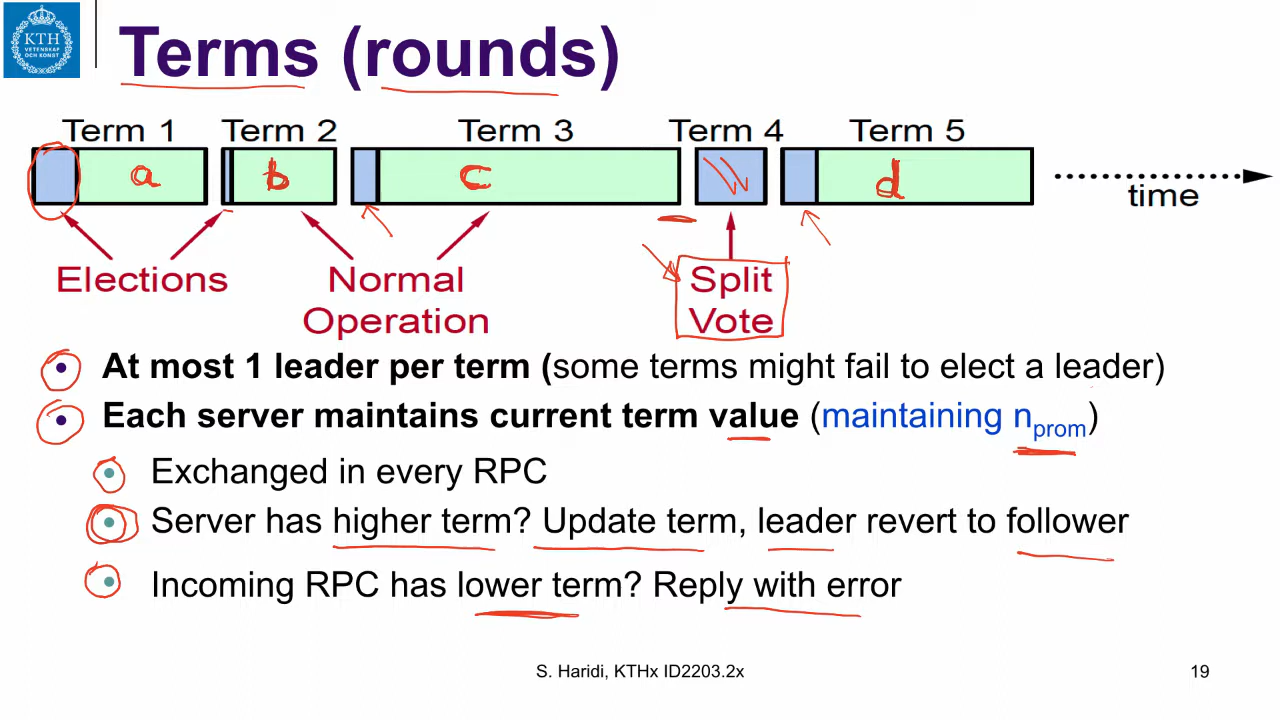 KTH
VETENSKAP
OCH KONST
Terms (rounds)
Term 1 Term 2 Term 3 Term 4 Term 5
a b c d
time
Elections Normal Operation Split Vote
• At most 1 leader per term (some terms might fail to elect a leader)
• Each server maintains current term value (maintaining nprom)
• Exchanged in every RPC
• Server has higher term? Update term, leader revert to follower
• Incoming RPC has lower term? Reply with error
S. Haridi, KTHx ID2203.2x 19